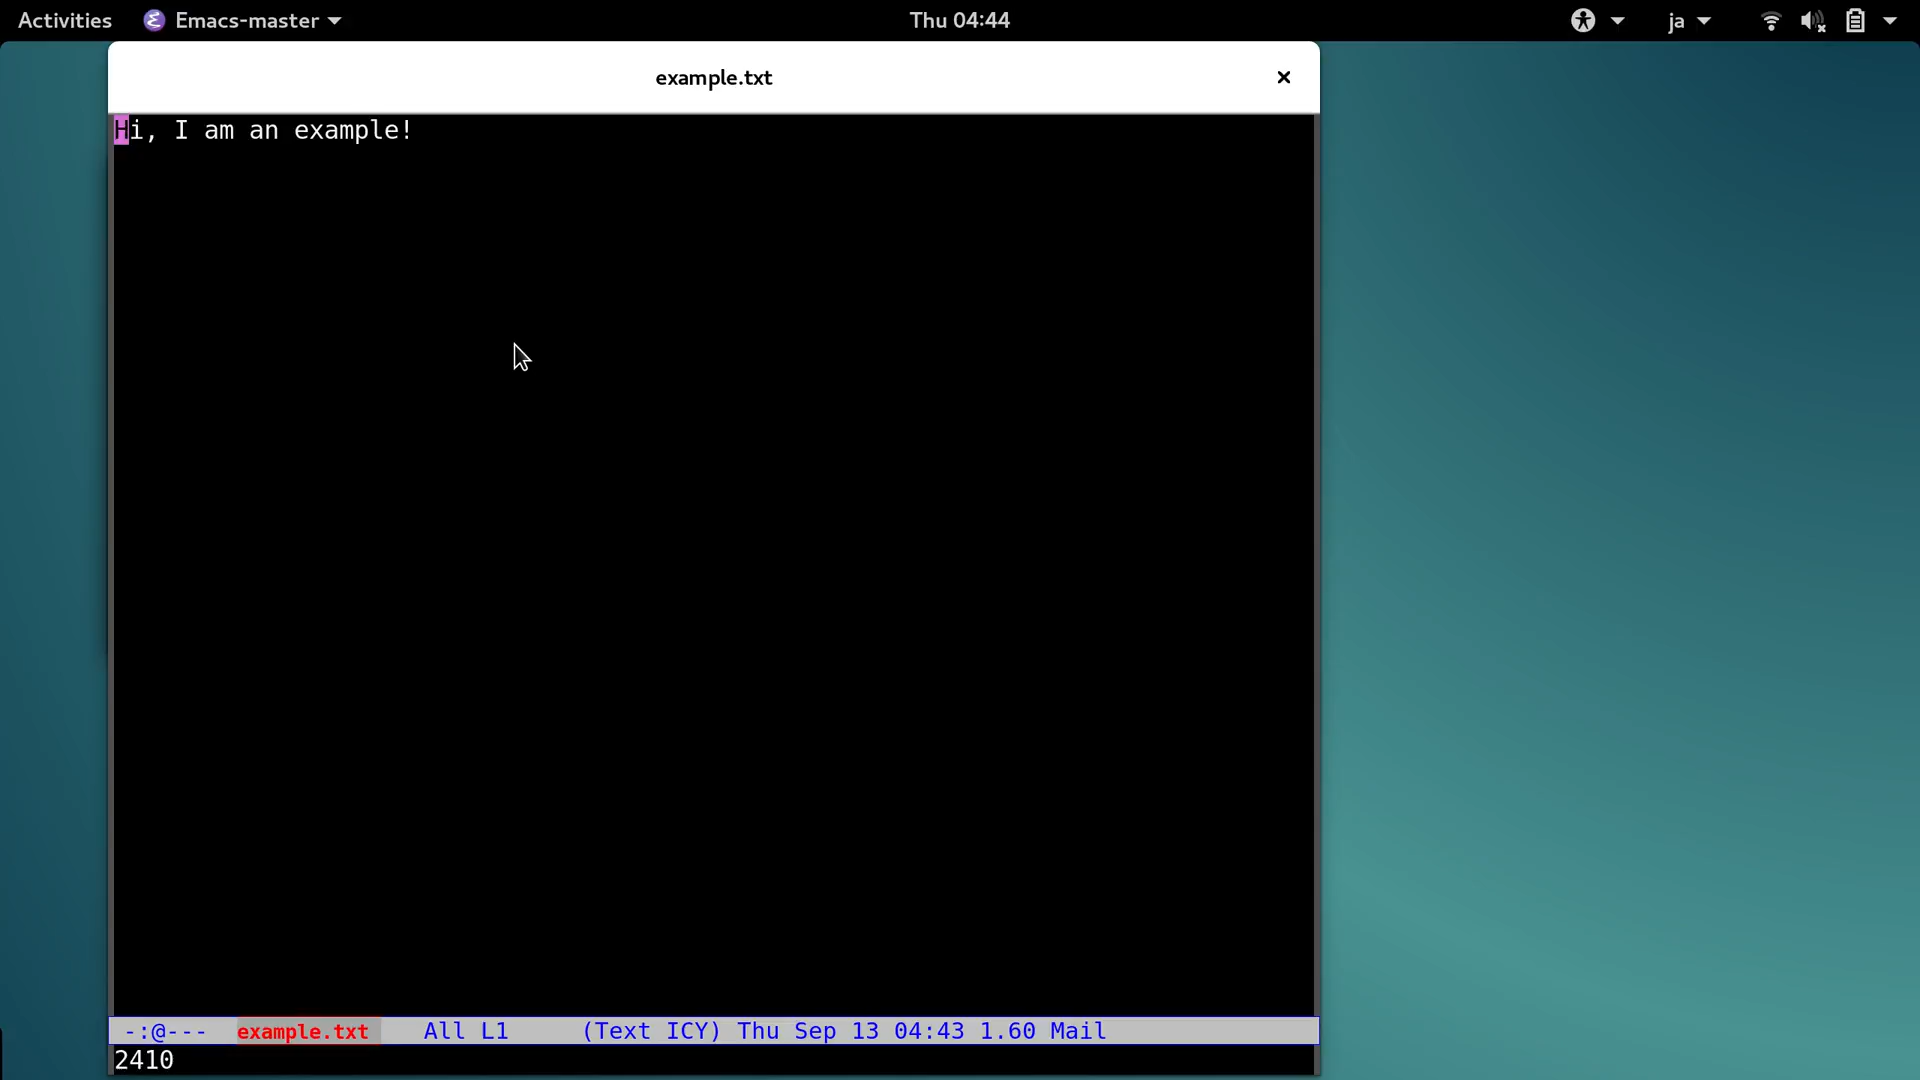 Activities Emacs-master Thu 04:44 ja
example.txt
Hi, I am an example!
-:@--- example.txt All L1 (Text ICY) Thu Sep 13 04:43 1.60 Mail
2410